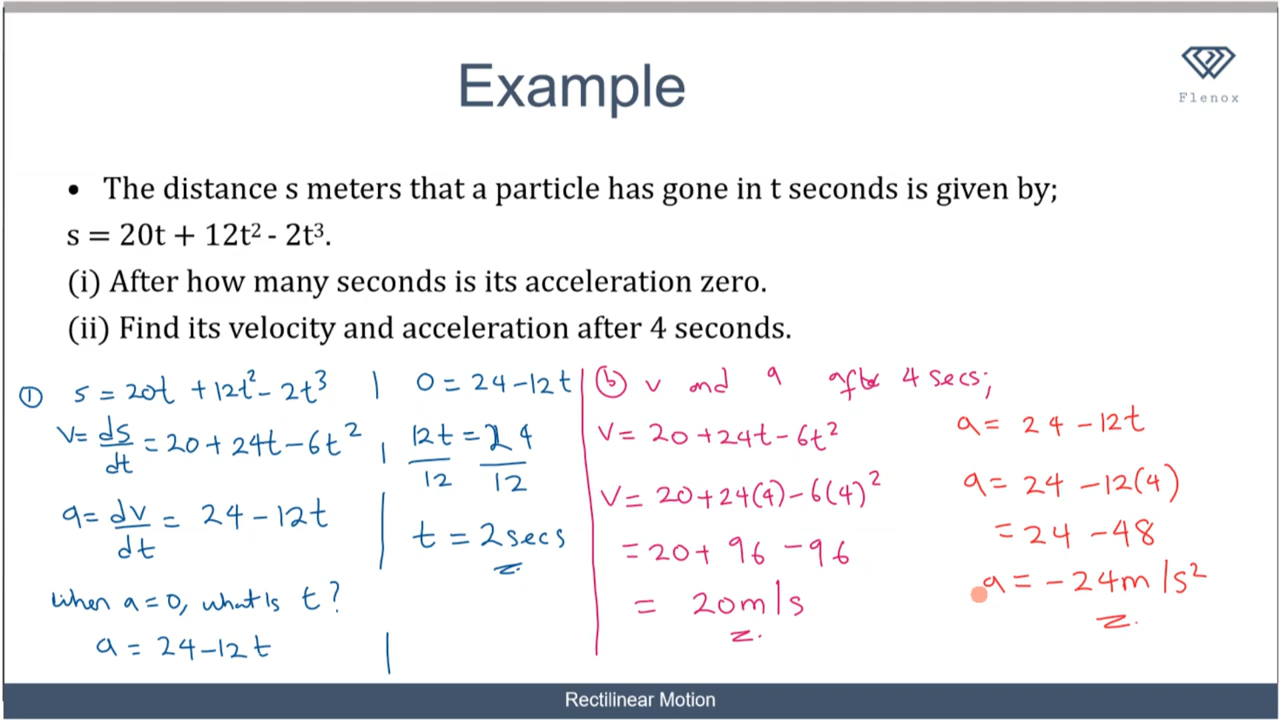 Example
Flenox
• The distance s meters that a particle has gone in t seconds is given by;
s = 20t + 12t² - 2t³.
(i) After how many seconds is its acceleration zero.
(ii) Find its velocity and acceleration after 4 seconds.
① s = 20t + 12t² - 2t³
v = ds/dt = 20 + 24t - 6t²
a = dv/dt = 24 - 12t
When a = 0, what is t?
a = 24 - 12t
0 = 24 - 12t
12t/12 = 24/12
t = 2 secs
ⓑ v and a after 4 secs;
v = 20 + 24t - 6t²
v = 20 + 24(4) - 6(4)²
= 20 + 96 - 96
= 20m/s
a = 24 - 12t
a = 24 - 12(4)
= 24 - 48
a = -24m/s²
Rectilinear Motion